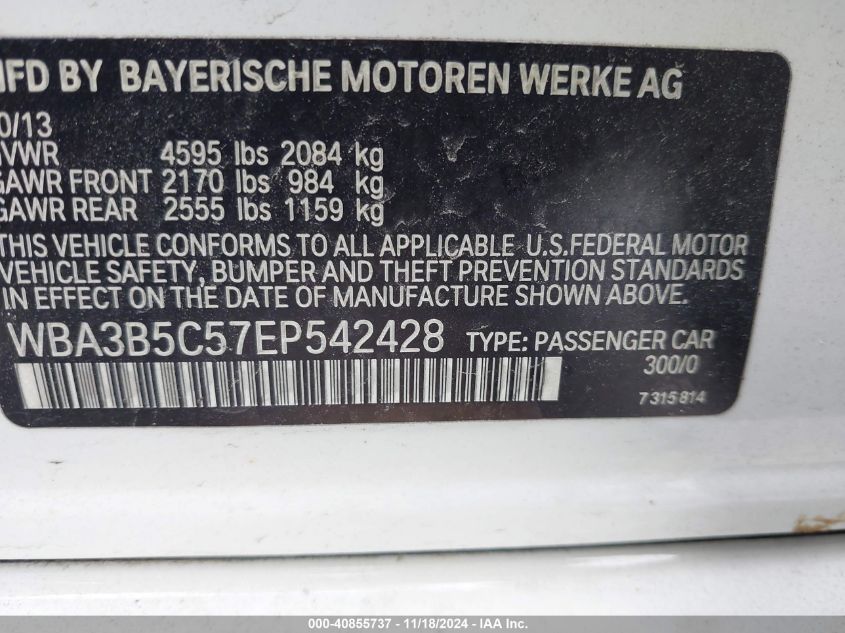 MFD BY BAYERISCHE MOTOREN WERKE AG
0/13
VWR 4595 lbs 2084 kg
GAWR FRONT 2170 lbs 984 kg
GAWR REAR 2555 lbs 1159 kg
THIS VEHICLE CONFORMS TO ALL APPLICABLE U.S.FEDERAL MOTOR
VEHICLE SAFETY, BUMPER AND THEFT PREVENTION STANDARDS
IN EFFECT ON THE DATE OF MANUFACTURE SHOWN ABOVE.
WBA3B5C57EP542428 TYPE: PASSENGER CAR
300/0
7 315 814
000-40855737 - 11/18/2024 - IAA Inc.